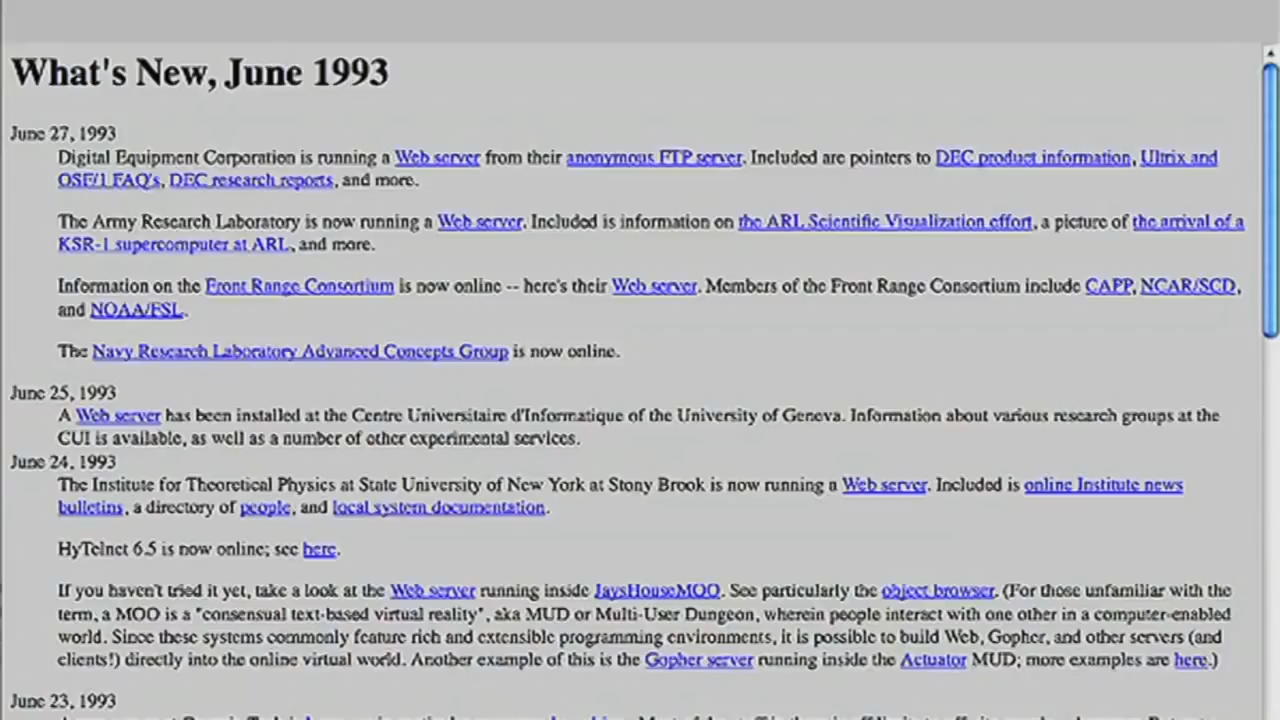 What's New, June 1993
June 27, 1993
Digital Equipment Corporation is running a Web server from their anonymous FTP server. Included are pointers to DEC product information, Ultrix and
OSF/1 FAQ's, DEC research reports, and more.
The Army Research Laboratory is now running a Web server. Included is information on the ARL Scientific Visualization effort, a picture of the arrival of a
KSR-1 supercomputer at ARL, and more.
Information on the Front Range Consortium is now online -- here's their Web server. Members of the Front Range Consortium include CAPP, NCAR/SCD,
and NOAA/FSL.
The Navy Research Laboratory Advanced Concepts Group is now online.
June 25, 1993
A Web server has been installed at the Centre Universitaire d'Informatique of the University of Geneva. Information about various research groups at the
CUI is available, as well as a number of other experimental services.
June 24, 1993
The Institute for Theoretical Physics at State University of New York at Stony Brook is now running a Web server. Included is online Institute news
bulletins, a directory of people, and local system documentation.
HyTelnet 6.5 is now online; see here.
If you haven't tried it yet, take a look at the Web server running inside JaysHouseMOO. See particularly the object browser. (For those unfamiliar with the
term, a MOO is a "consensual text-based virtual reality", aka MUD or Multi-User Dungeon, wherein people interact with one other in a computer-enabled
world. Since these systems commonly feature rich and extensible programming environments, it is possible to build Web, Gopher, and other servers (and
clients!) directly into the online virtual world. Another example of this is the Gopher server running inside the Actuator MUD; more examples are here.)
June 23, 1993